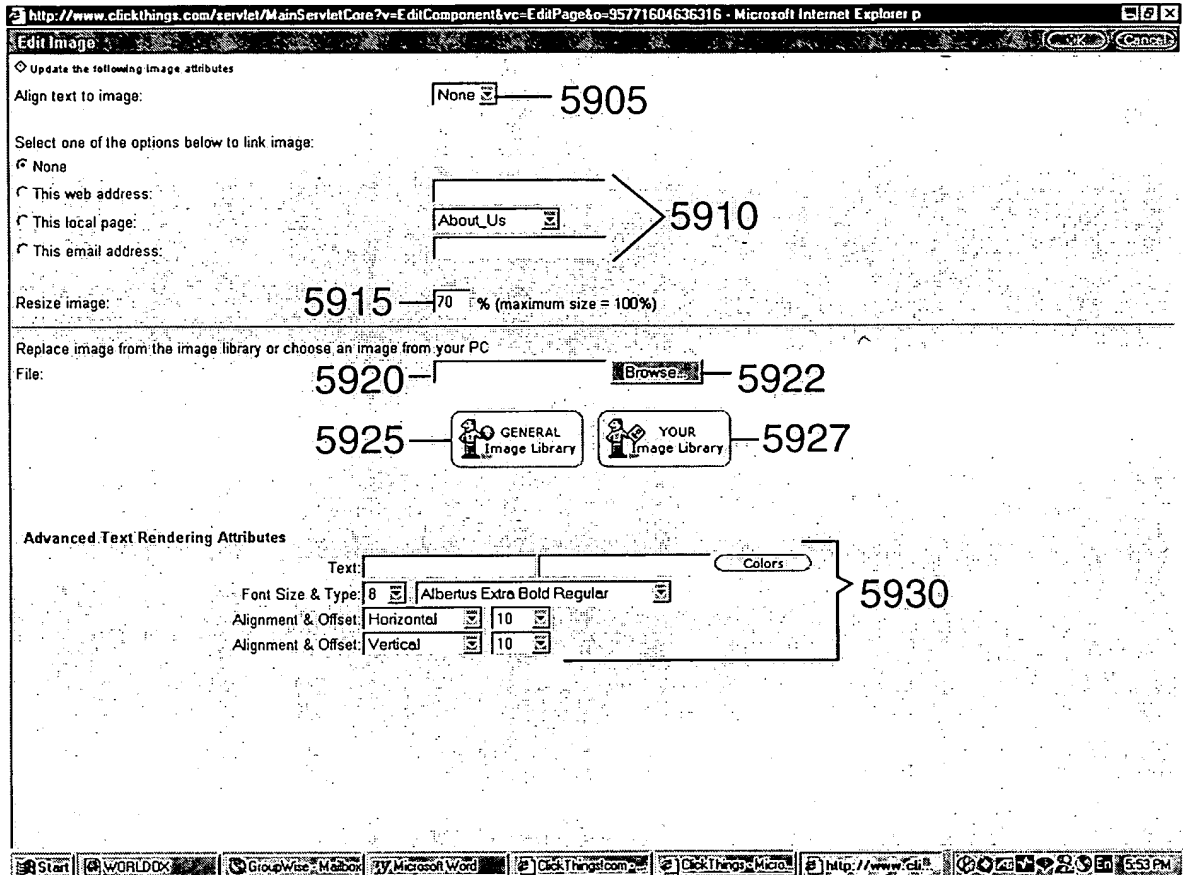 http://www.clickthings.com/servlet/MainServletCore?v=EditComponent&vc=EditPage&o=95771604636316 - Microsoft Internet Explorer p
Edit Image OK Cancel
Update the following image attributes
Align text to image: None 5905
Select one of the options below to link image:
None
This web address:
This local page: About_Us 5910
This email address:
Resize image: 5915 70 % (maximum size = 100%)
Replace image from the image library or choose an image from your PC
File: 5920 Browse... 5922
5925 GENERAL Image Library YOUR Image Library 5927
Advanced Text Rendering Attributes
Text: Colors
Font Size & Type: 8 Albertus Extra Bold Regular 5930
Alignment & Offset: Horizontal 10
Alignment & Offset: Vertical 10
Start WORLDOX GroupWise - Mailbox Microsoft Word ClickThings!com ClickThings - Micro... http://www.cli... En 5:53 PM